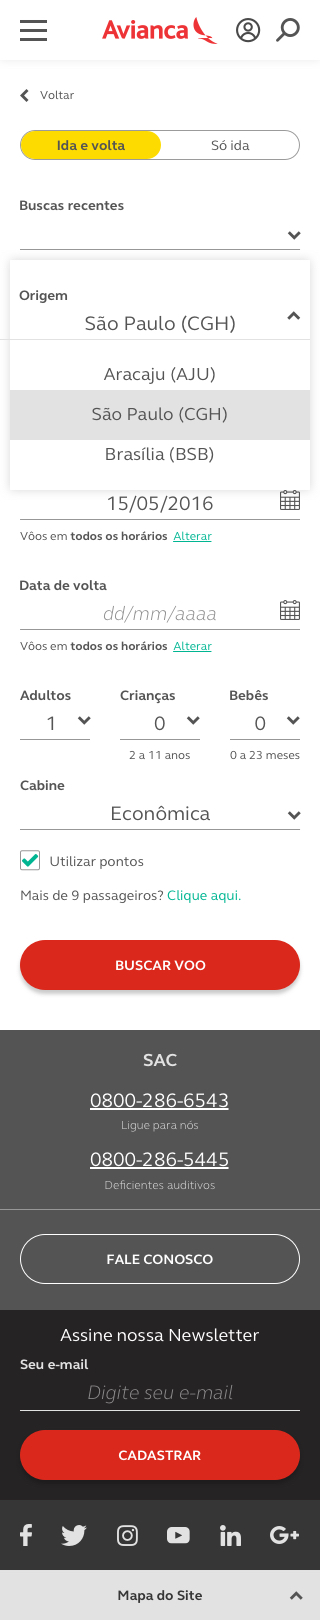 Avianca
Voltar
Ida e volta Só ida
Buscas recentes
Origem
São Paulo (CGH)
Aracaju (AJU)
São Paulo (CGH)
Brasília (BSB)
15/05/2016
Vôos em todos os horários Alterar
Data de volta
dd/mm/aaaa
Vôos em todos os horários Alterar
Adultos Crianças Bebês
1 0 0
2 a 11 anos 0 a 23 meses
Cabine
Econômica
Utilizar pontos
Mais de 9 passageiros? Clique aqui.
BUSCAR VOO
SAC
0800-286-6543
Ligue para nós
0800-286-5445
Deficientes auditivos
FALE CONOSCO
Assine nossa Newsletter
Seu e-mail
Digite seu e-mail
CADASTRAR
Mapa do Site